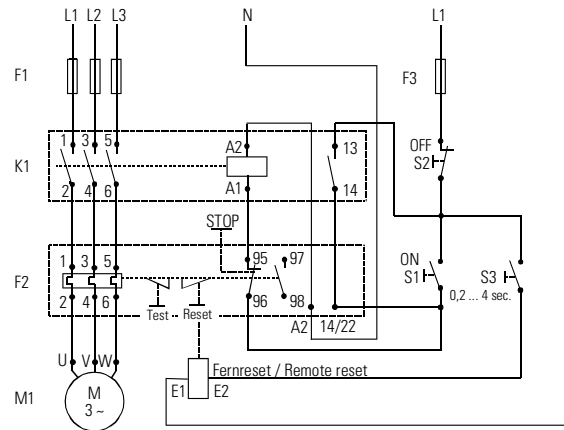 L1 L2 L3 N L1
F1 F3
1 3 5 A2 13 OFF
K1 S2
2 4 6 A1 14
STOP
1 3 5 95 97 ON
F2 S1 S3
2 4 6 Test Reset 96 98 A2 14/22 0,2 ... 4 sec.
U V W
Fernreset / Remote reset
M1 M E1 E2
3 ~